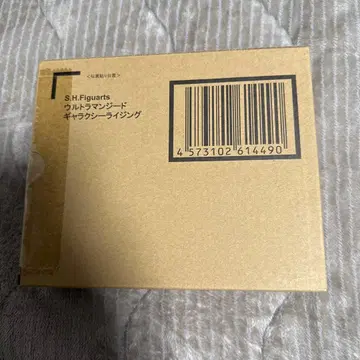 S.H.Figuarts
ウルトラマンジード
ギャラクシーライジング
4 573102 614490